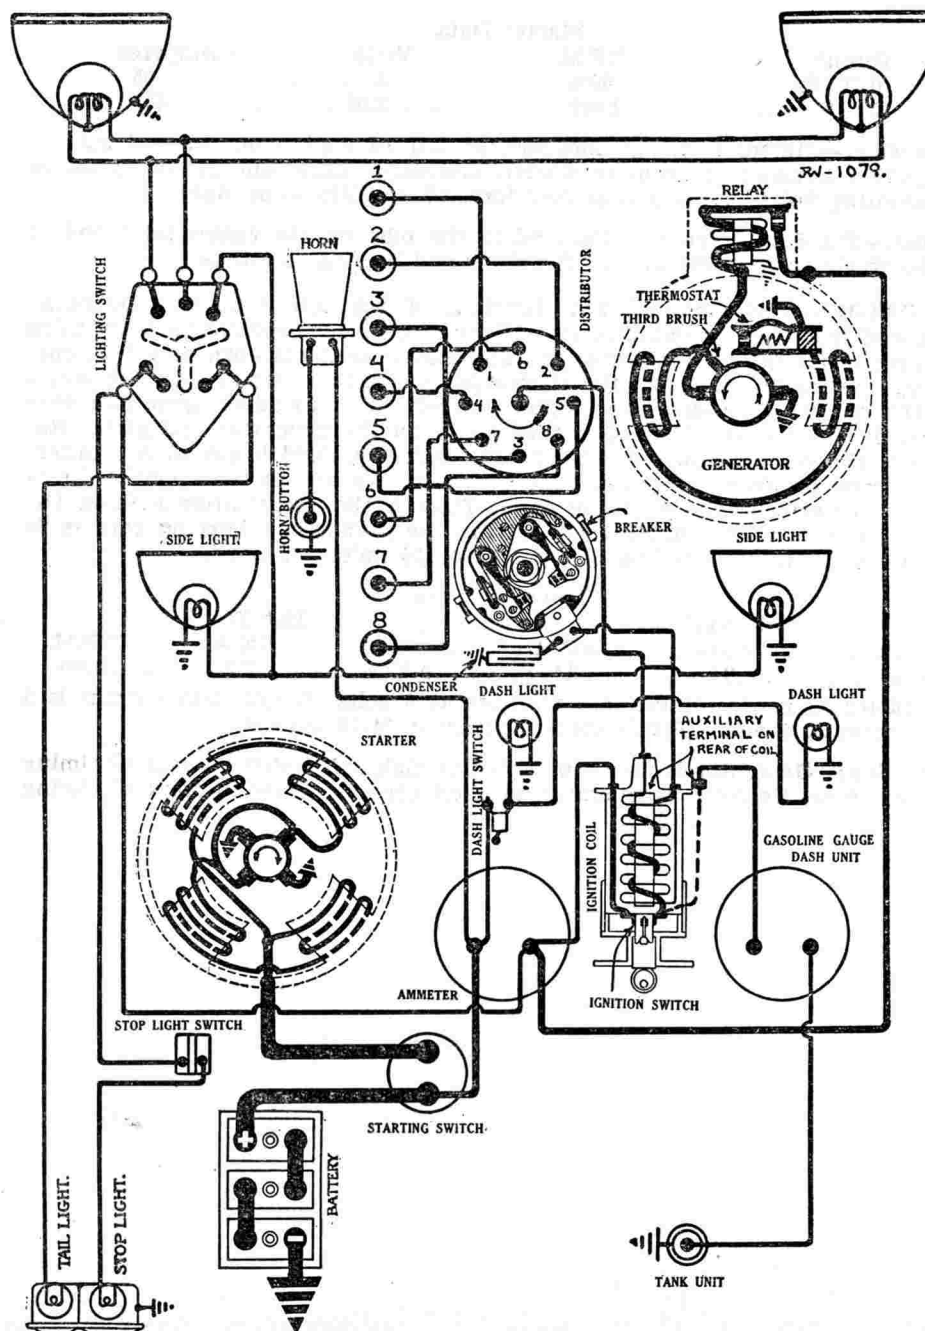 JW-1079.
1
RELAY
2
HORN
LIGHTING SWITCH
DISTRIBUTOR
3
THERMOSTAT
THIRD BRUSH
4
6
2
4
5
7
3
5
GENERATOR
6
HORN BUTTON
BREAKER
SIDE LIGHT
SIDE LIGHT
7
8
CONDENSER
DASH LIGHT
DASH LIGHT
STARTER
DASH LIGHT SWITCH
AUXILIARY
TERMINAL ON
REAR OF COIL
IGNITION COIL
GASOLINE GAUGE
DASH UNIT
AMMETER
IGNITION SWITCH
STOP LIGHT SWITCH
STARTING SWITCH
+
BATTERY
TAIL LIGHT.
STOP LIGHT.
TANK UNIT